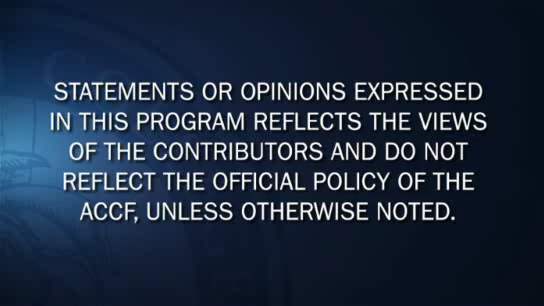 STATEMENTS OR OPINIONS EXPRESSED
IN THIS PROGRAM REFLECTS THE VIEWS
OF THE CONTRIBUTORS AND DO NOT
REFLECT THE OFFICIAL POLICY OF THE
ACCF, UNLESS OTHERWISE NOTED.